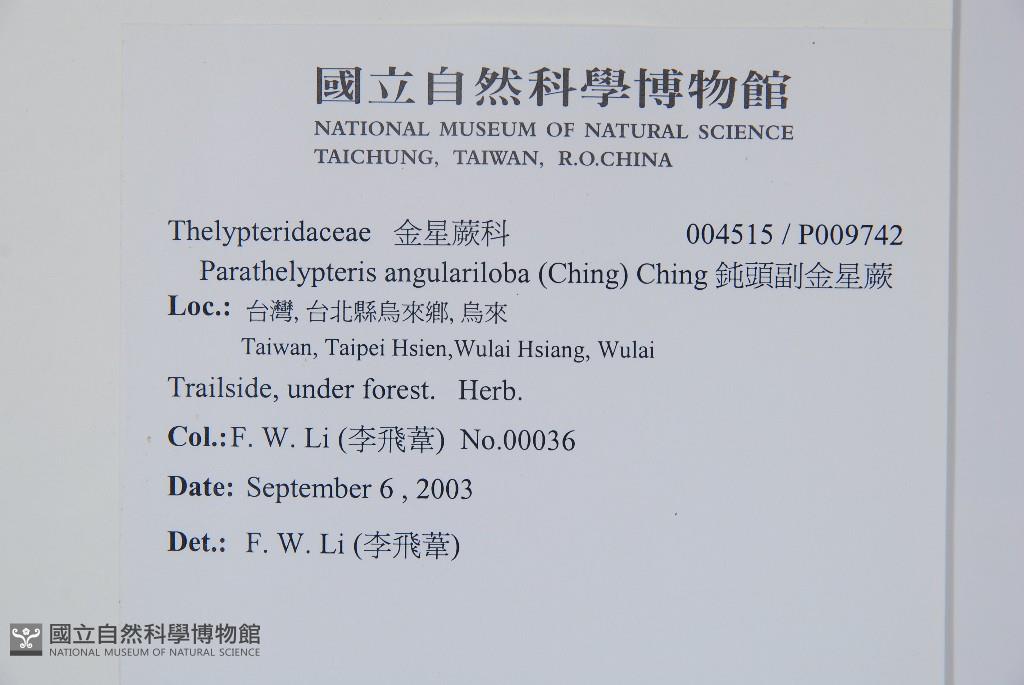 國立自然科學博物館
NATIONAL MUSEUM OF NATURAL SCIENCE
TAICHUNG, TAIWAN, R.O.CHINA
Thelypteridaceae 金星蕨科 004515 / P009742
Parathelypteris angulariloba (Ching) Ching 鈍頭副金星蕨
Loc.: 台灣, 台北縣烏來鄉, 烏來
Taiwan, Taipei Hsien,Wulai Hsiang, Wulai
Trailside, under forest. Herb.
Col.:F. W. Li (李飛葦) No.00036
Date: September 6 , 2003
Det.: F. W. Li (李飛葦)
國立自然科學博物館
NATIONAL MUSEUM OF NATURAL SCIENCE